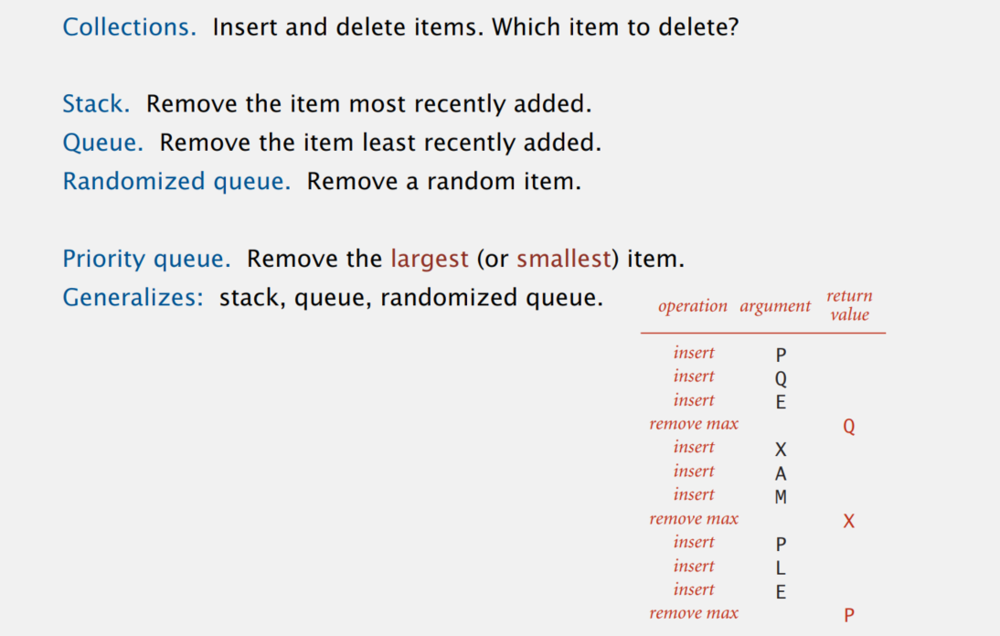 Collections. Insert and delete items. Which item to delete?
Stack. Remove the item most recently added.
Queue. Remove the item least recently added.
Randomized queue. Remove a random item.
Priority queue. Remove the largest (or smallest) item.
Generalizes: stack, queue, randomized queue.
operation argument return value
insert P
insert Q
insert E
remove max Q
insert X
insert A
insert M
remove max X
insert P
insert L
insert E
remove max P